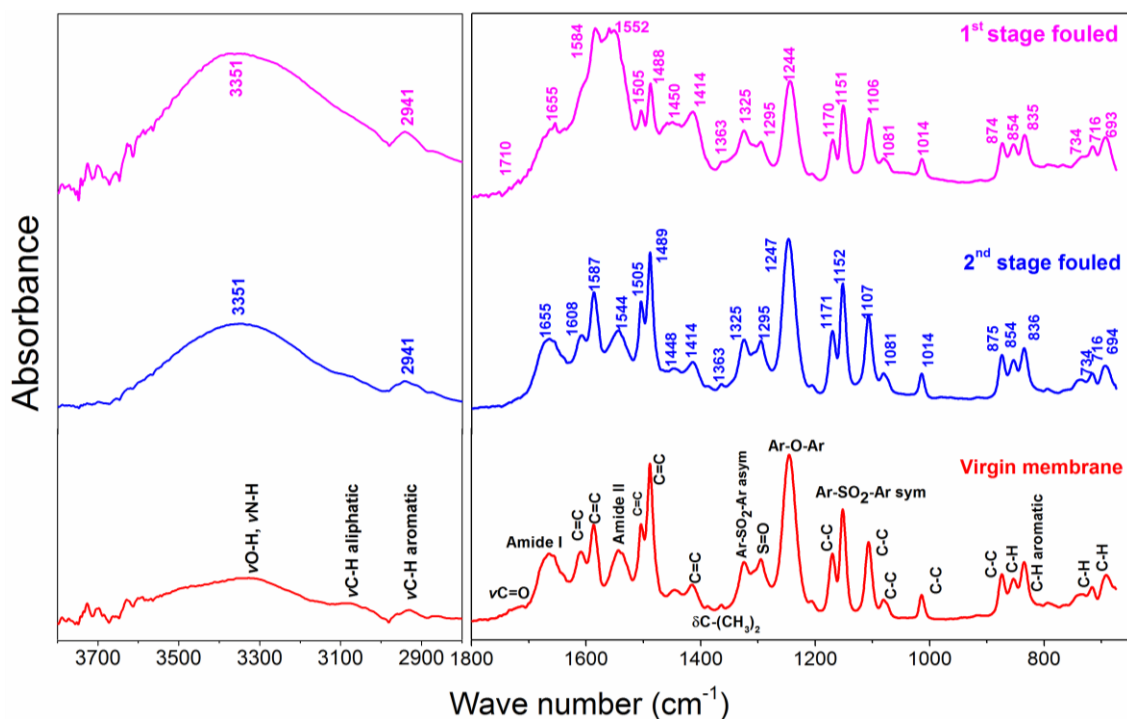 Absorbance
1st stage fouled
3351
2941
1710
1655
1584
1552
1505
1488
1450
1414
1363
1325
1295
1244
1170
1151
1106
1081
1014
874
854
835
734
716
693
2nd stage fouled
3351
2941
1655
1608
1587
1544
1505
1489
1448
1414
1363
1325
1295
1247
1171
1152
1107
1081
1014
875
854
836
734
716
694
Virgin membrane
νO-H, νN-H
νC-H aliphatic
νC-H aromatic
νC=O
Amide I
C=C
C=C
Amide II
C=C
C=C
C=C
δC-(CH3)2
Ar-SO2-Ar asym
S=O
Ar-O-Ar
Ar-SO2-Ar sym
C-C
C-C
C-C
C-C
C-C
C-H
C-H aromatic
C-H
C-H
3700 3500 3300 3100 2900 1800 1600 1400 1200 1000 800
Wave number (cm-1)